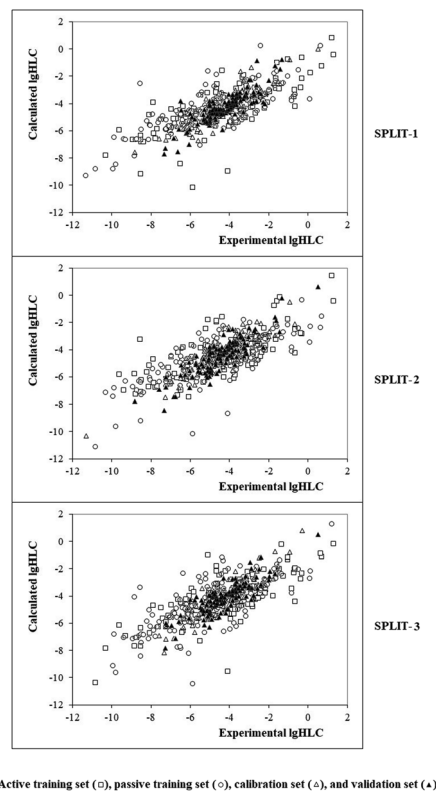 2
0
-2
-4
-6
-8
-10
-12
Calculated lgHLC
-12 -10 -8 -6 -4 -2 0 2
Experimental lgHLC
SPLIT-1
2
0
-2
-4
-6
-8
-10
-12
Calculated lgHLC
-12 -10 -8 -6 -4 -2 0 2
Experimental lgHLC
SPLIT-2
2
0
-2
-4
-6
-8
-10
-12
Calculated lgHLC
-12 -10 -8 -6 -4 -2 0 2
Experimental lgHLC
SPLIT-3
Active training set (□), passive training set (○), calibration set (△), and validation set (▲)